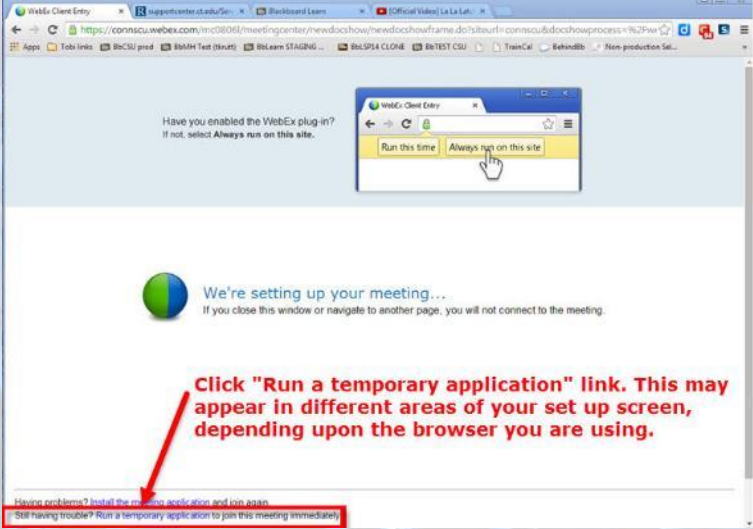 WebEx Client Entry
supportcenter.ct.edu/Ser
Blackboard Learn
[Official Video] La La Lat
https://connscu.webex.com/mc0806l/meetingcenter/newdocshow/newdocshowframe.do?siteurl=connscu&docshowprocess=%2Fwe
Apps Tobi links BbCSU prod BbMH Test (tkrutt) BbLearn STAGING ... BbLSP14 CLONE BbTEST CSU TrainCal BehindBb Non-production Sel...
Have you enabled the WebEx plug-in?
If not, select Always run on this site.
WebEx Client Entry
Run this time Always run on this site
We're setting up your meeting...
If you close this window or navigate to another page, you will not connect to the meeting.
Click "Run a temporary application" link. This may
appear in different areas of your set up screen,
depending upon the browser you are using.
Having problems? Install the meeting application and join again.
Still having trouble? Run a temporary application to join this meeting immediately